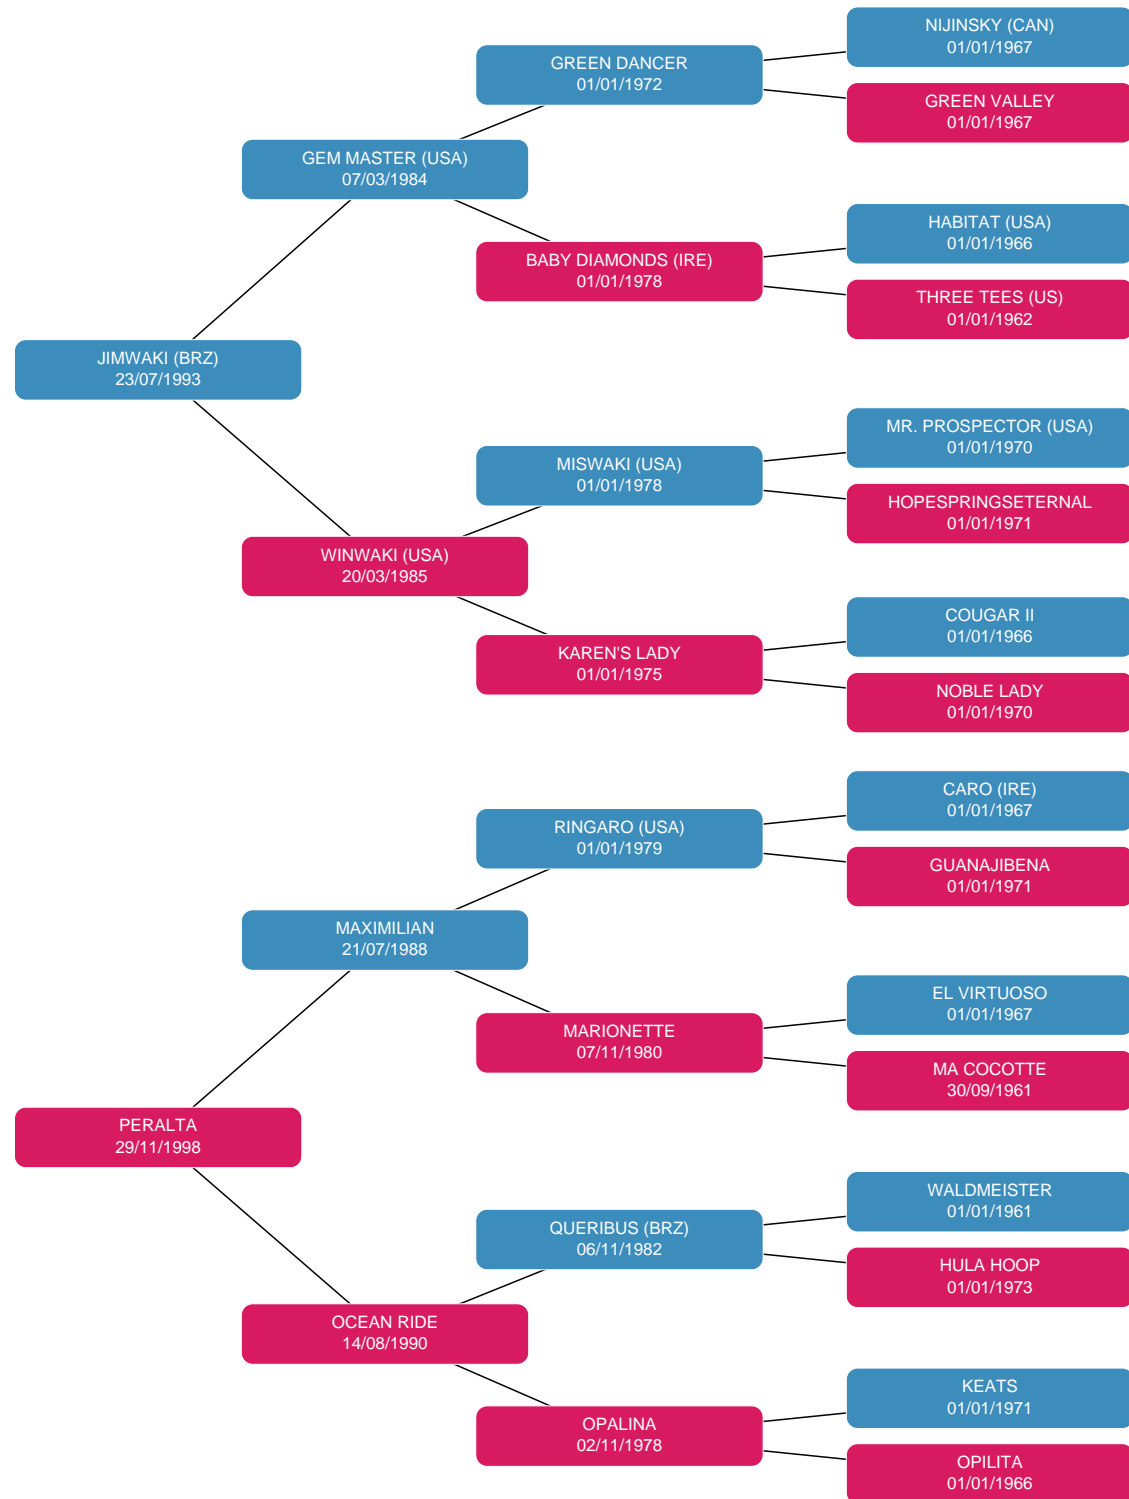 NIJINSKY (CAN)
01/01/1967
GREEN DANCER
01/01/1972
GREEN VALLEY
01/01/1967
GEM MASTER (USA)
07/03/1984
HABITAT (USA)
01/01/1966
BABY DIAMONDS (IRE)
01/01/1978
THREE TEES (US)
01/01/1962
JIMWAKI (BRZ)
23/07/1993
MR. PROSPECTOR (USA)
01/01/1970
MISWAKI (USA)
01/01/1978
HOPESPRINGSETERNAL
01/01/1971
WINWAKI (USA)
20/03/1985
COUGAR II
01/01/1966
KAREN'S LADY
01/01/1975
NOBLE LADY
01/01/1970
CARO (IRE)
01/01/1967
RINGARO (USA)
01/01/1979
GUANAJIBENA
01/01/1971
MAXIMILIAN
21/07/1988
EL VIRTUOSO
01/01/1967
MARIONETTE
07/11/1980
MA COCOTTE
30/09/1961
PERALTA
29/11/1998
WALDMEISTER
01/01/1961
QUERIBUS (BRZ)
06/11/1982
HULA HOOP
01/01/1973
OCEAN RIDE
14/08/1990
KEATS
01/01/1971
OPALINA
02/11/1978
OPILITA
01/01/1966